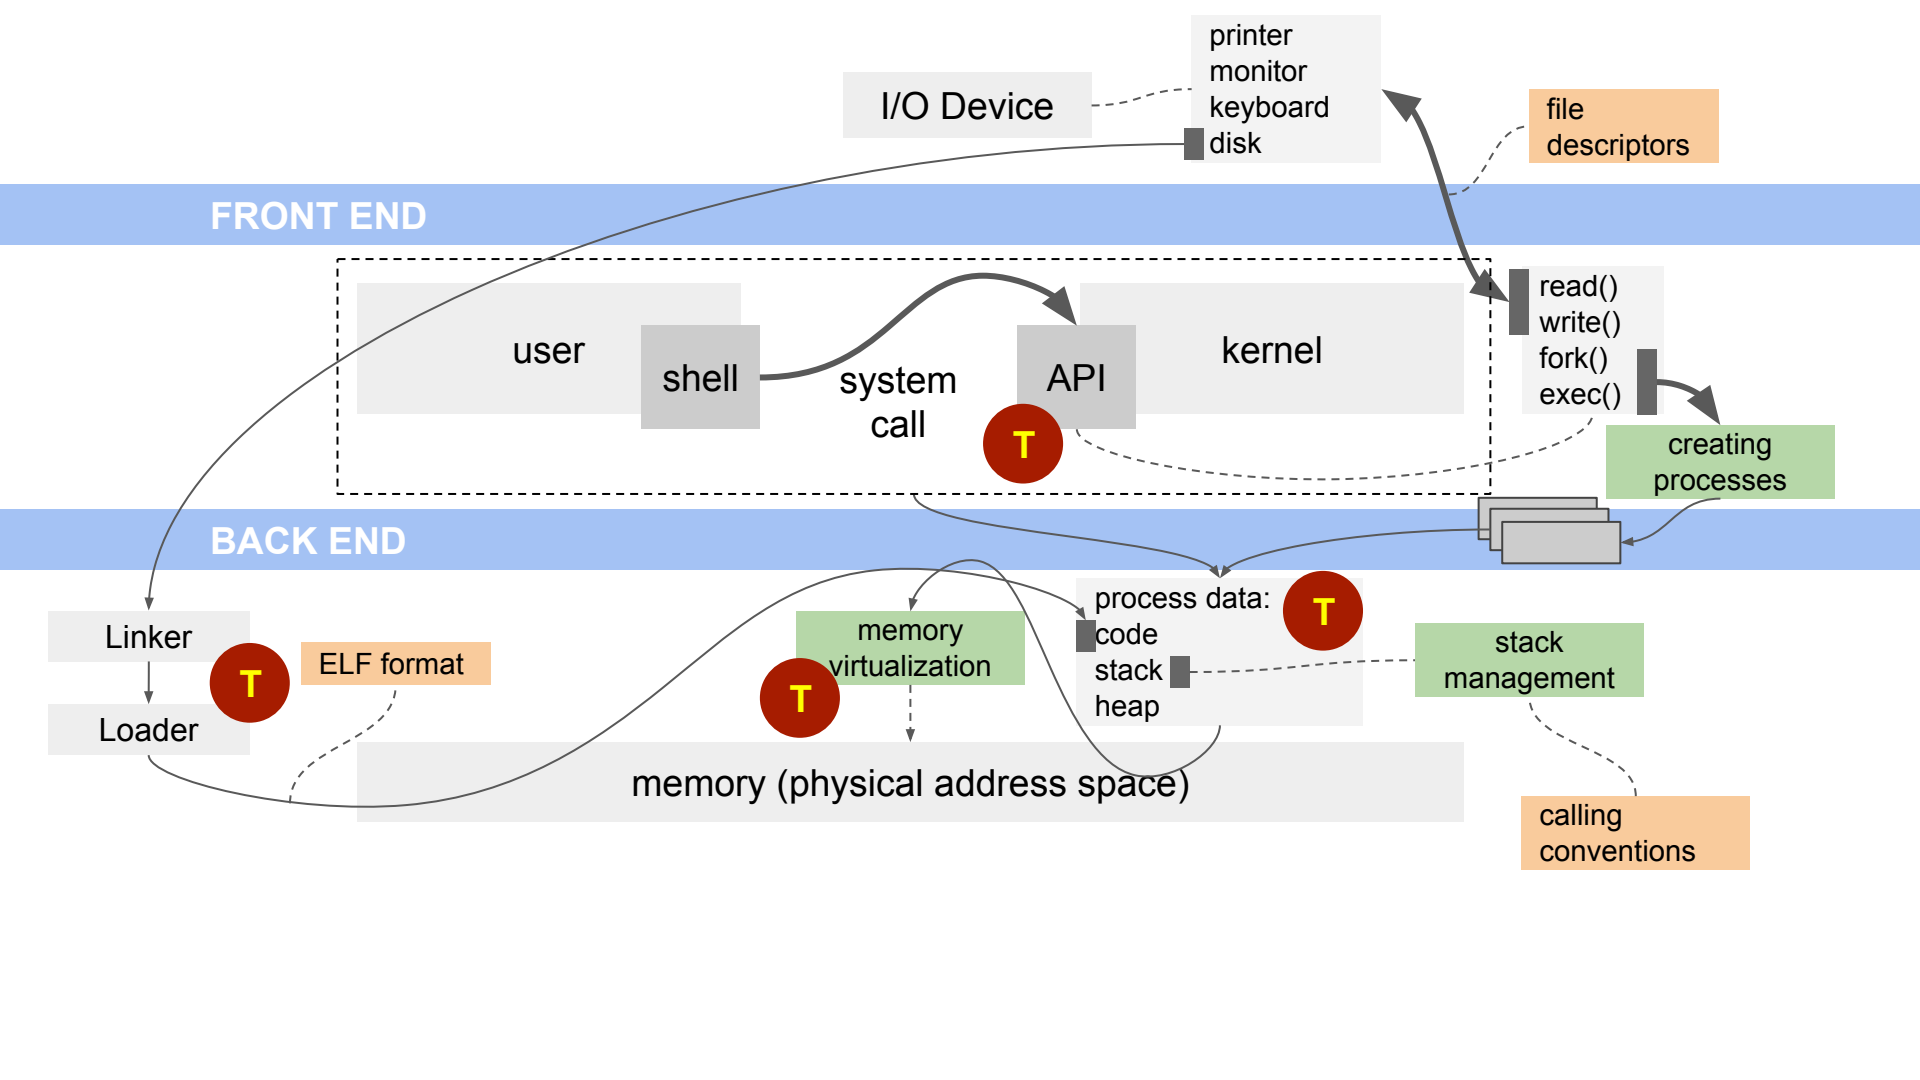 printer
monitor
keyboard
disk
I/O Device
file
descriptors
FRONT END
read()
write()
fork()
exec()
user
shell
system
call
API
kernel
T
creating
processes
BACK END
process data:
code
stack
heap
T
memory
virtualization
T
stack
management
Linker
T
ELF format
Loader
memory (physical address space)
calling
conventions